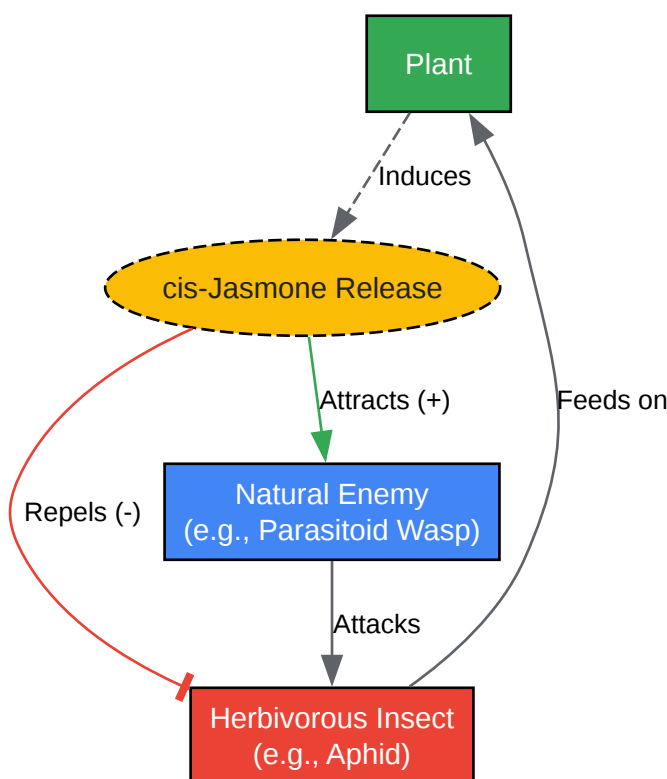 Plant
Induces
cis-Jasmone Release
Attracts (+)
Feeds on
Natural Enemy
(e.g., Parasitoid Wasp)
Repels (-)
Attacks
Herbivorous Insect
(e.g., Aphid)